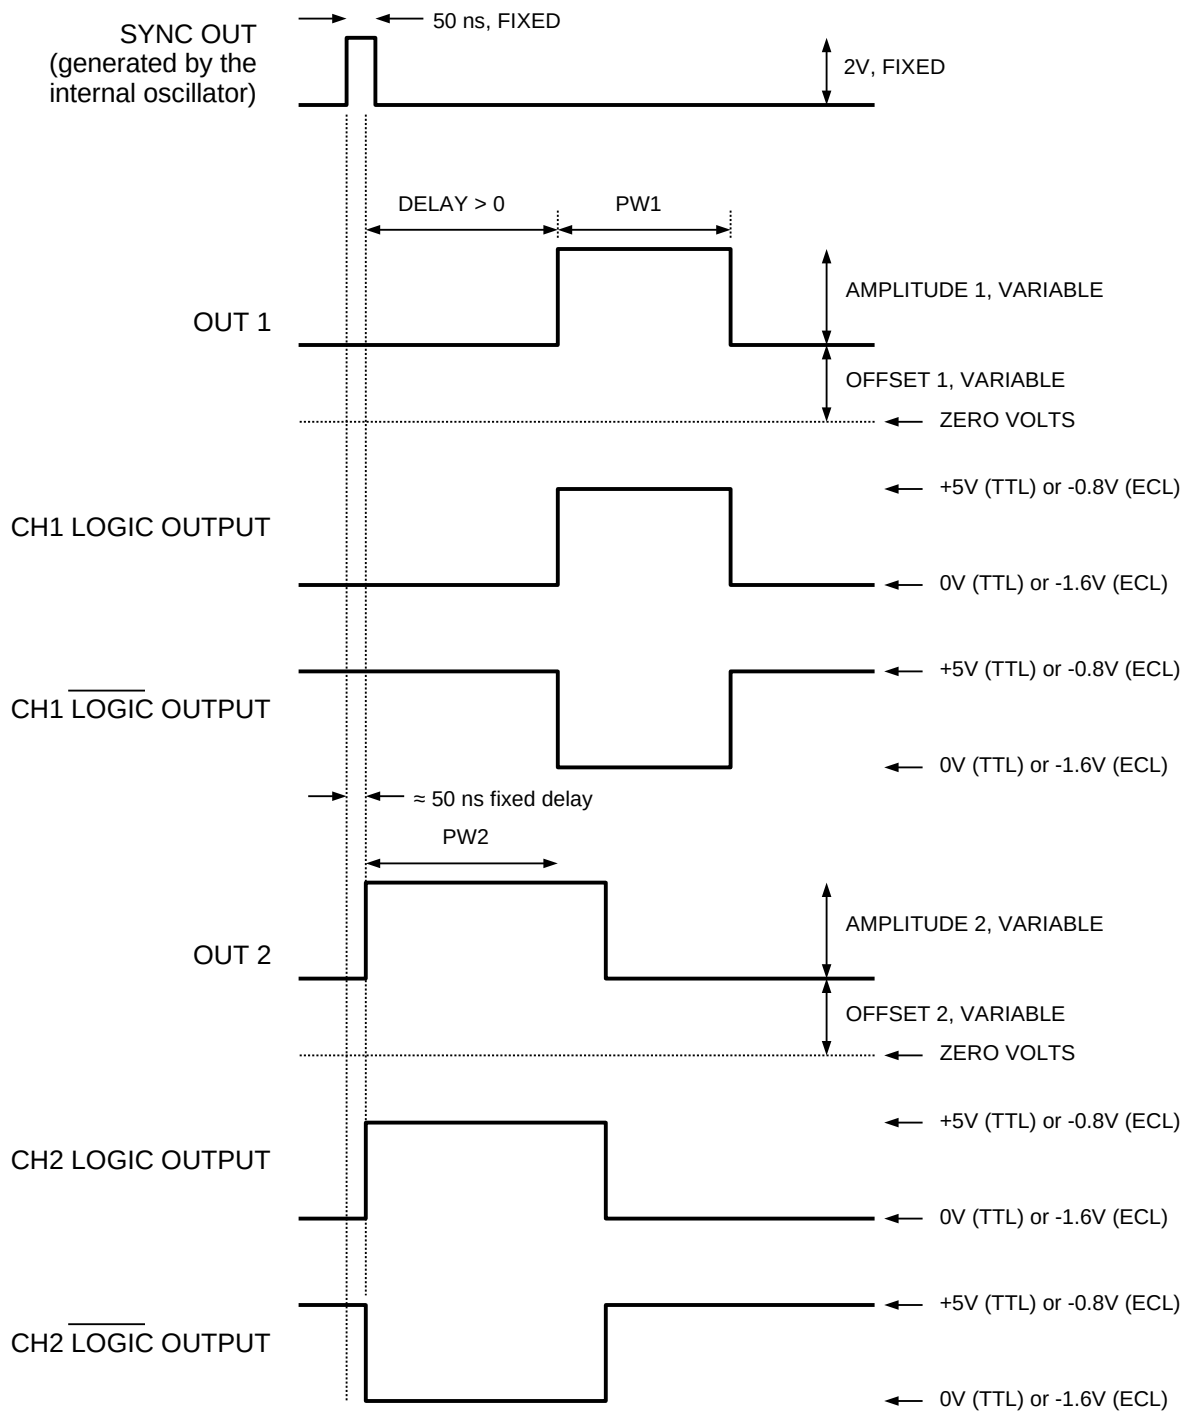 50 ns, FIXED
SYNC OUT
(generated by the
internal oscillator)
2V, FIXED
DELAY > 0
PW1
AMPLITUDE 1, VARIABLE
OUT 1
OFFSET 1, VARIABLE
ZERO VOLTS
+5V (TTL) or -0.8V (ECL)
CH1 LOGIC OUTPUT
0V (TTL) or -1.6V (ECL)
+5V (TTL) or -0.8V (ECL)
CH1 LOGIC OUTPUT
0V (TTL) or -1.6V (ECL)
≈ 50 ns fixed delay
PW2
AMPLITUDE 2, VARIABLE
OUT 2
OFFSET 2, VARIABLE
ZERO VOLTS
+5V (TTL) or -0.8V (ECL)
CH2 LOGIC OUTPUT
0V (TTL) or -1.6V (ECL)
+5V (TTL) or -0.8V (ECL)
CH2 LOGIC OUTPUT
0V (TTL) or -1.6V (ECL)